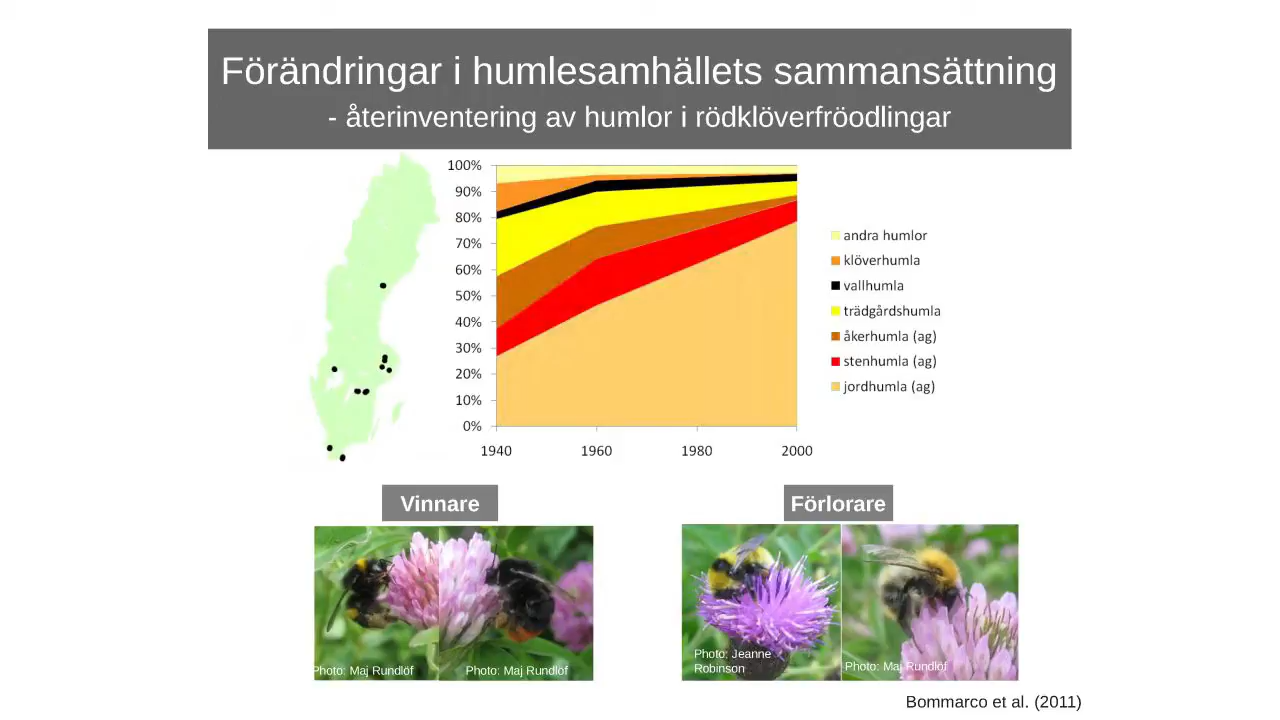 Förändringar i humlesamhällets sammansättning
- återinventering av humlor i rödklöverfröodlingar
100%
90%
80%
70%
60%
50%
40%
30%
20%
10%
0%
1940
1960
1980
2000
andra humlor
klöverhumla
vallhumla
trädgårdshumla
åkerhumla (ag)
stenhumla (ag)
jordhumla (ag)
Vinnare
Förlorare
Photo: Maj Rundlöf
Photo: Maj Rundlöf
Photo: Jeanne
Robinson
Photo: Maj Rundlöf
Bommarco et al. (2011)